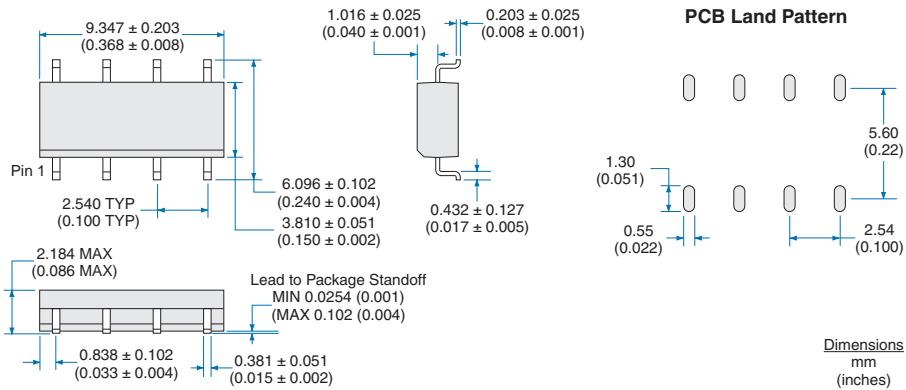 9.347 ± 0.203
(0.368 ± 0.008)
Pin 1
2.540 TYP
(0.100 TYP)
6.096 ± 0.102
(0.240 ± 0.004)
3.810 ± 0.051
(0.150 ± 0.002)
1.016 ± 0.025
(0.040 ± 0.001)
0.203 ± 0.025
(0.008 ± 0.001)
0.432 ± 0.127
(0.017 ± 0.005)
PCB Land Pattern
5.60
(0.22)
1.30
(0.051)
0.55
(0.022)
2.54
(0.100)
2.184 MAX
(0.086 MAX)
Lead to Package Standoff
MIN 0.0254 (0.001)
(MAX 0.102 (0.004)
0.838 ± 0.102
(0.033 ± 0.004)
0.381 ± 0.051
(0.015 ± 0.002)
Dimensions
mm
(inches)